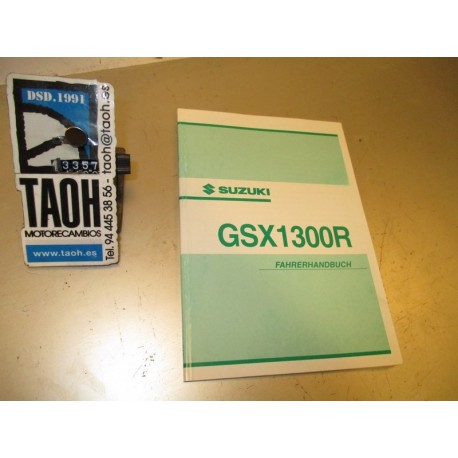 DSD.1991
3357
TAOH
MOTORECAMBIOS
www.taoh.es
Tel. 94 445 38 56 - taoh@taoh.es
SUZUKI
GSX1300R
FAHRERHANDBUCH